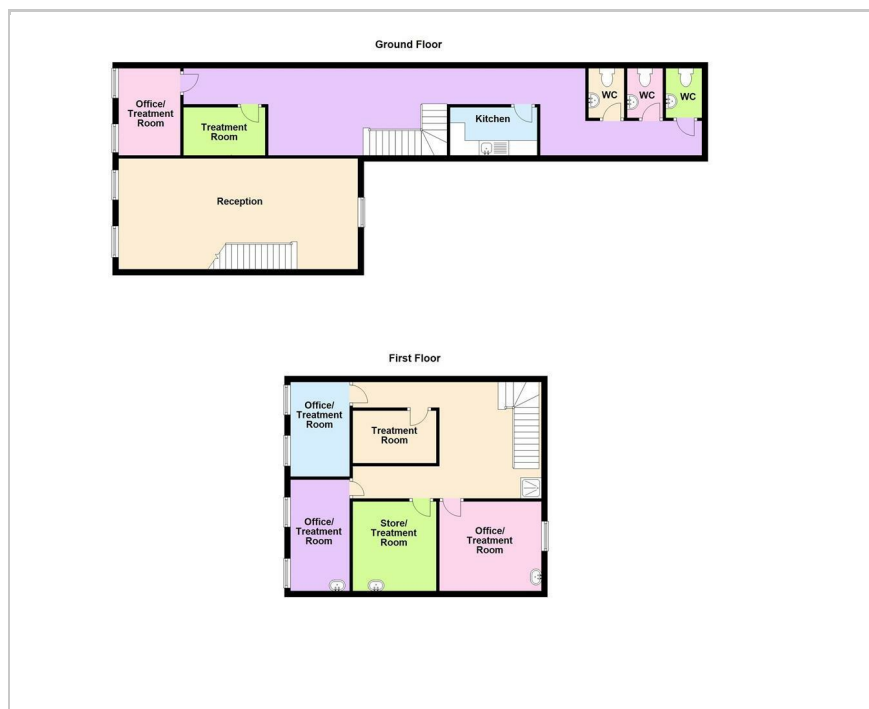 Ground Floor
Office/
Treatment
Room
Treatment
Room
Kitchen
WC
WC
WC
Reception
First Floor
Office/
Treatment
Room
Treatment
Room
Office/
Treatment
Room
Store/
Treatment
Room
Office/
Treatment
Room